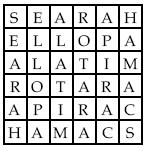 S E A R A H
E L L O P A
A L A T I M
R O T A R A
A P I R A C
H A M A C S